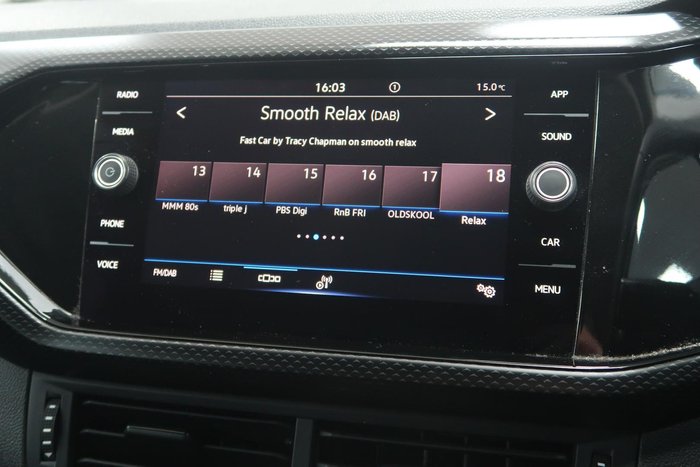 16:03
15.0°C
RADIO
MEDIA
PHONE
VOICE
< Smooth Relax (DAB) >
Fast Car by Tracy Chapman on smooth relax
13 14 15 16 17 18
MMM 80s triple j PBS Digi RnB FRI OLDSKOOL Relax
FM/DAB
APP
SOUND
CAR
MENU